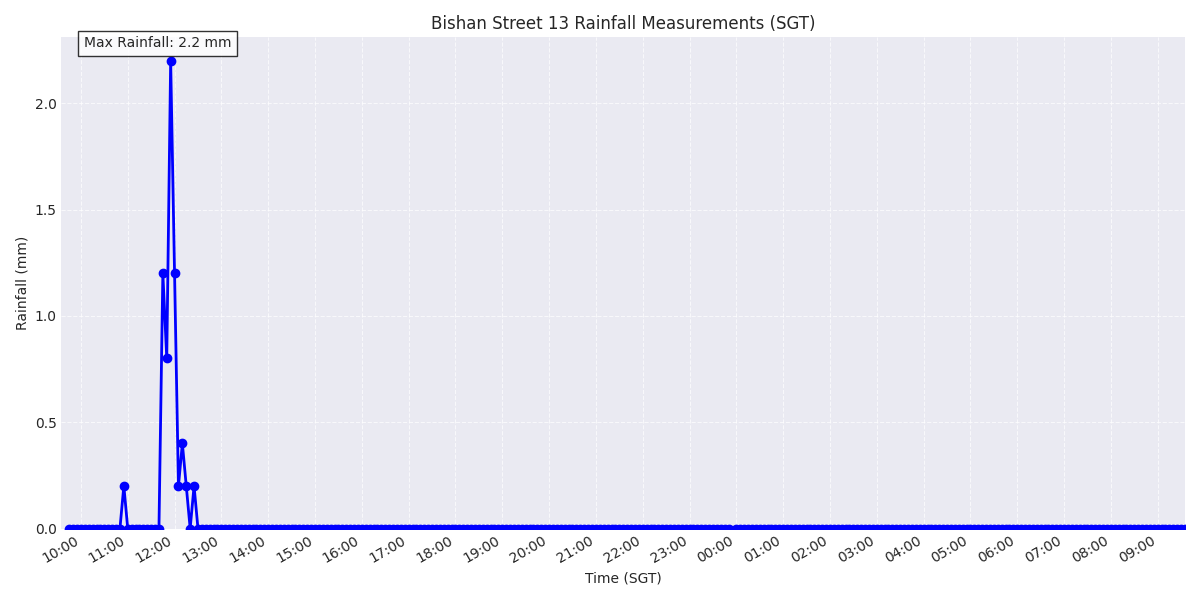 Bishan Street 13 Rainfall Measurements (SGT)
Max Rainfall: 2.2 mm
2.0
1.5
1.0
0.5
0.0
Rainfall (mm)
10:00 11:00 12:00 13:00 14:00 15:00 16:00 17:00 18:00 19:00 20:00 21:00 22:00 23:00 00:00 01:00 02:00 03:00 04:00 05:00 06:00 07:00 08:00 09:00
Time (SGT)